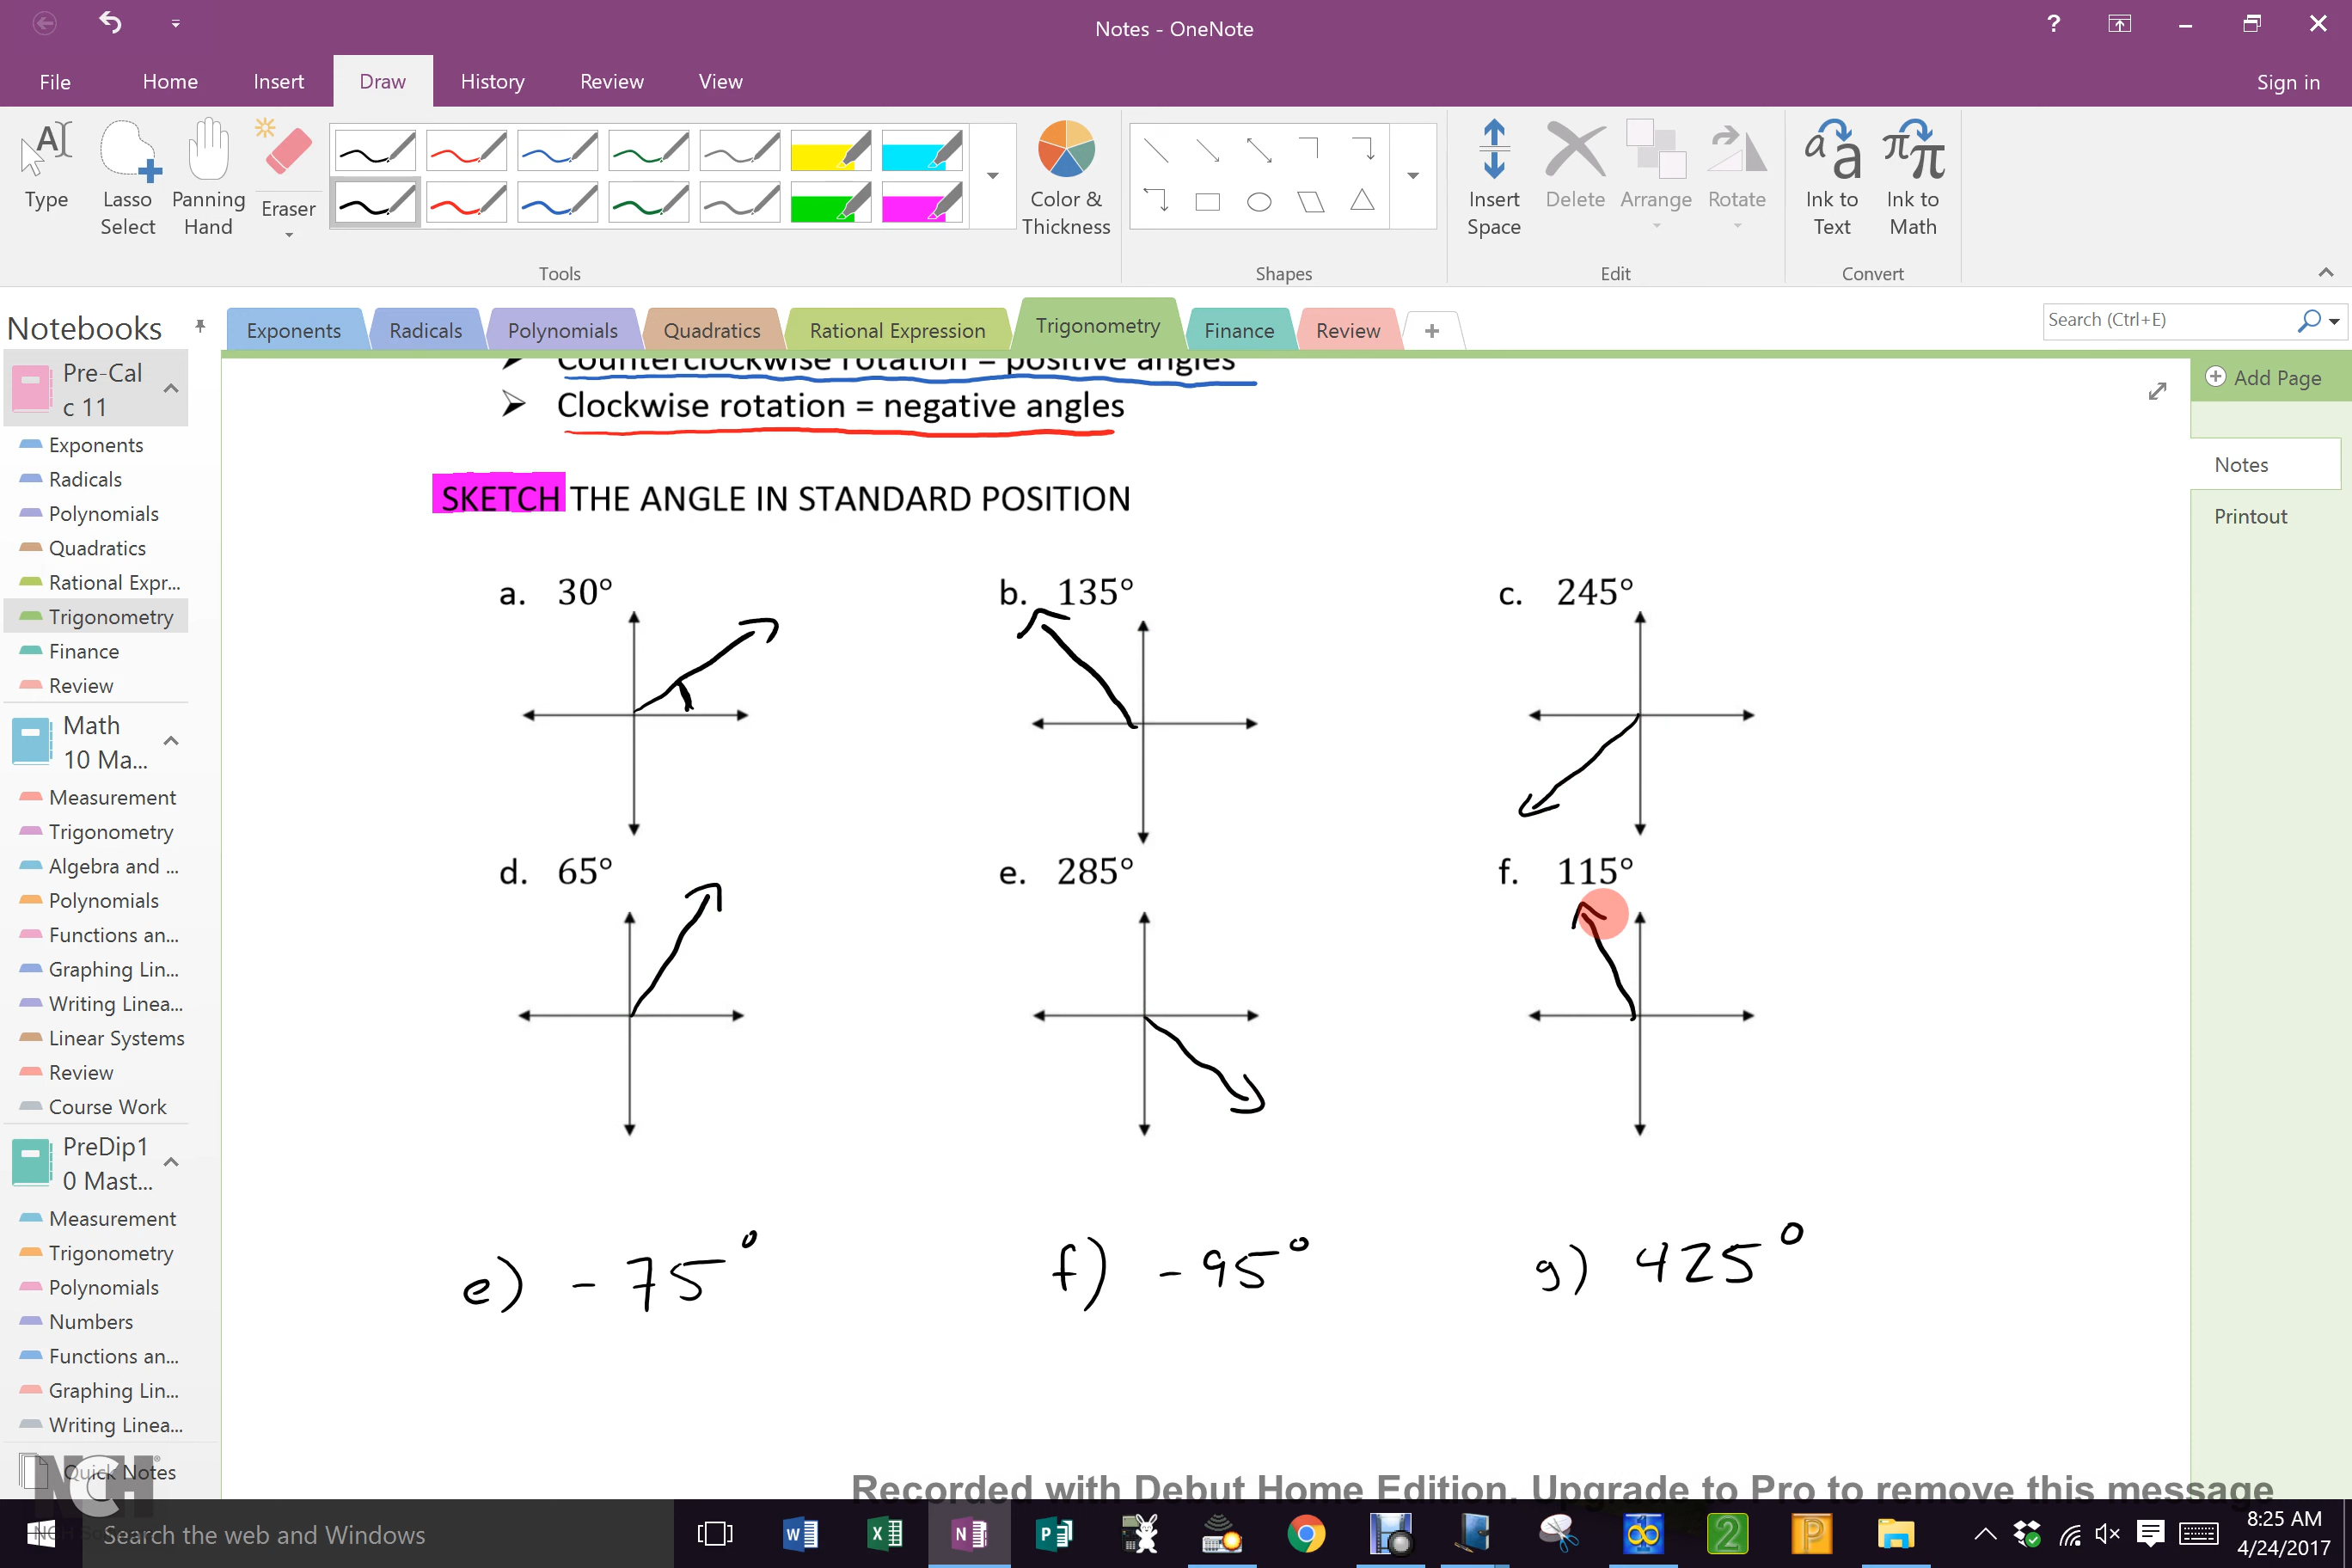 Notes - OneNote
?
File Home Insert Draw History Review View Sign in
Type
Lasso Select
Panning Hand
Eraser
Color & Thickness
Insert Space
Delete
Arrange
Rotate
Ink to Text
Ink to Math
Tools Shapes Edit Convert
Notebooks
Exponents Radicals Polynomials Quadratics Rational Expression Trigonometry Finance Review +
Search (Ctrl+E)
Pre-Cal
c 11
Exponents
Radicals
Polynomials
Quadratics
Rational Expr...
Trigonometry
Finance
Review
Math
10 Ma...
Measurement
Trigonometry
Algebra and ...
Polynomials
Functions an...
Graphing Lin...
Writing Linea...
Linear Systems
Review
Course Work
PreDip1
0 Mast...
Measurement
Trigonometry
Polynomials
Numbers
Functions an...
Graphing Lin...
Writing Linea...
Quick Notes
➢ Counterclockwise rotation = positive angles
➢ Clockwise rotation = negative angles
SKETCH THE ANGLE IN STANDARD POSITION
a. 30° b. 135° c. 245°
d. 65° e. 285° f. 115°
e) - 75° f) - 95° g) 425°
Add Page
Notes
Printout
NCH
Recorded with Debut Home Edition. Upgrade to Pro to remove this message
Search the web and Windows
8:25 AM
4/24/2017